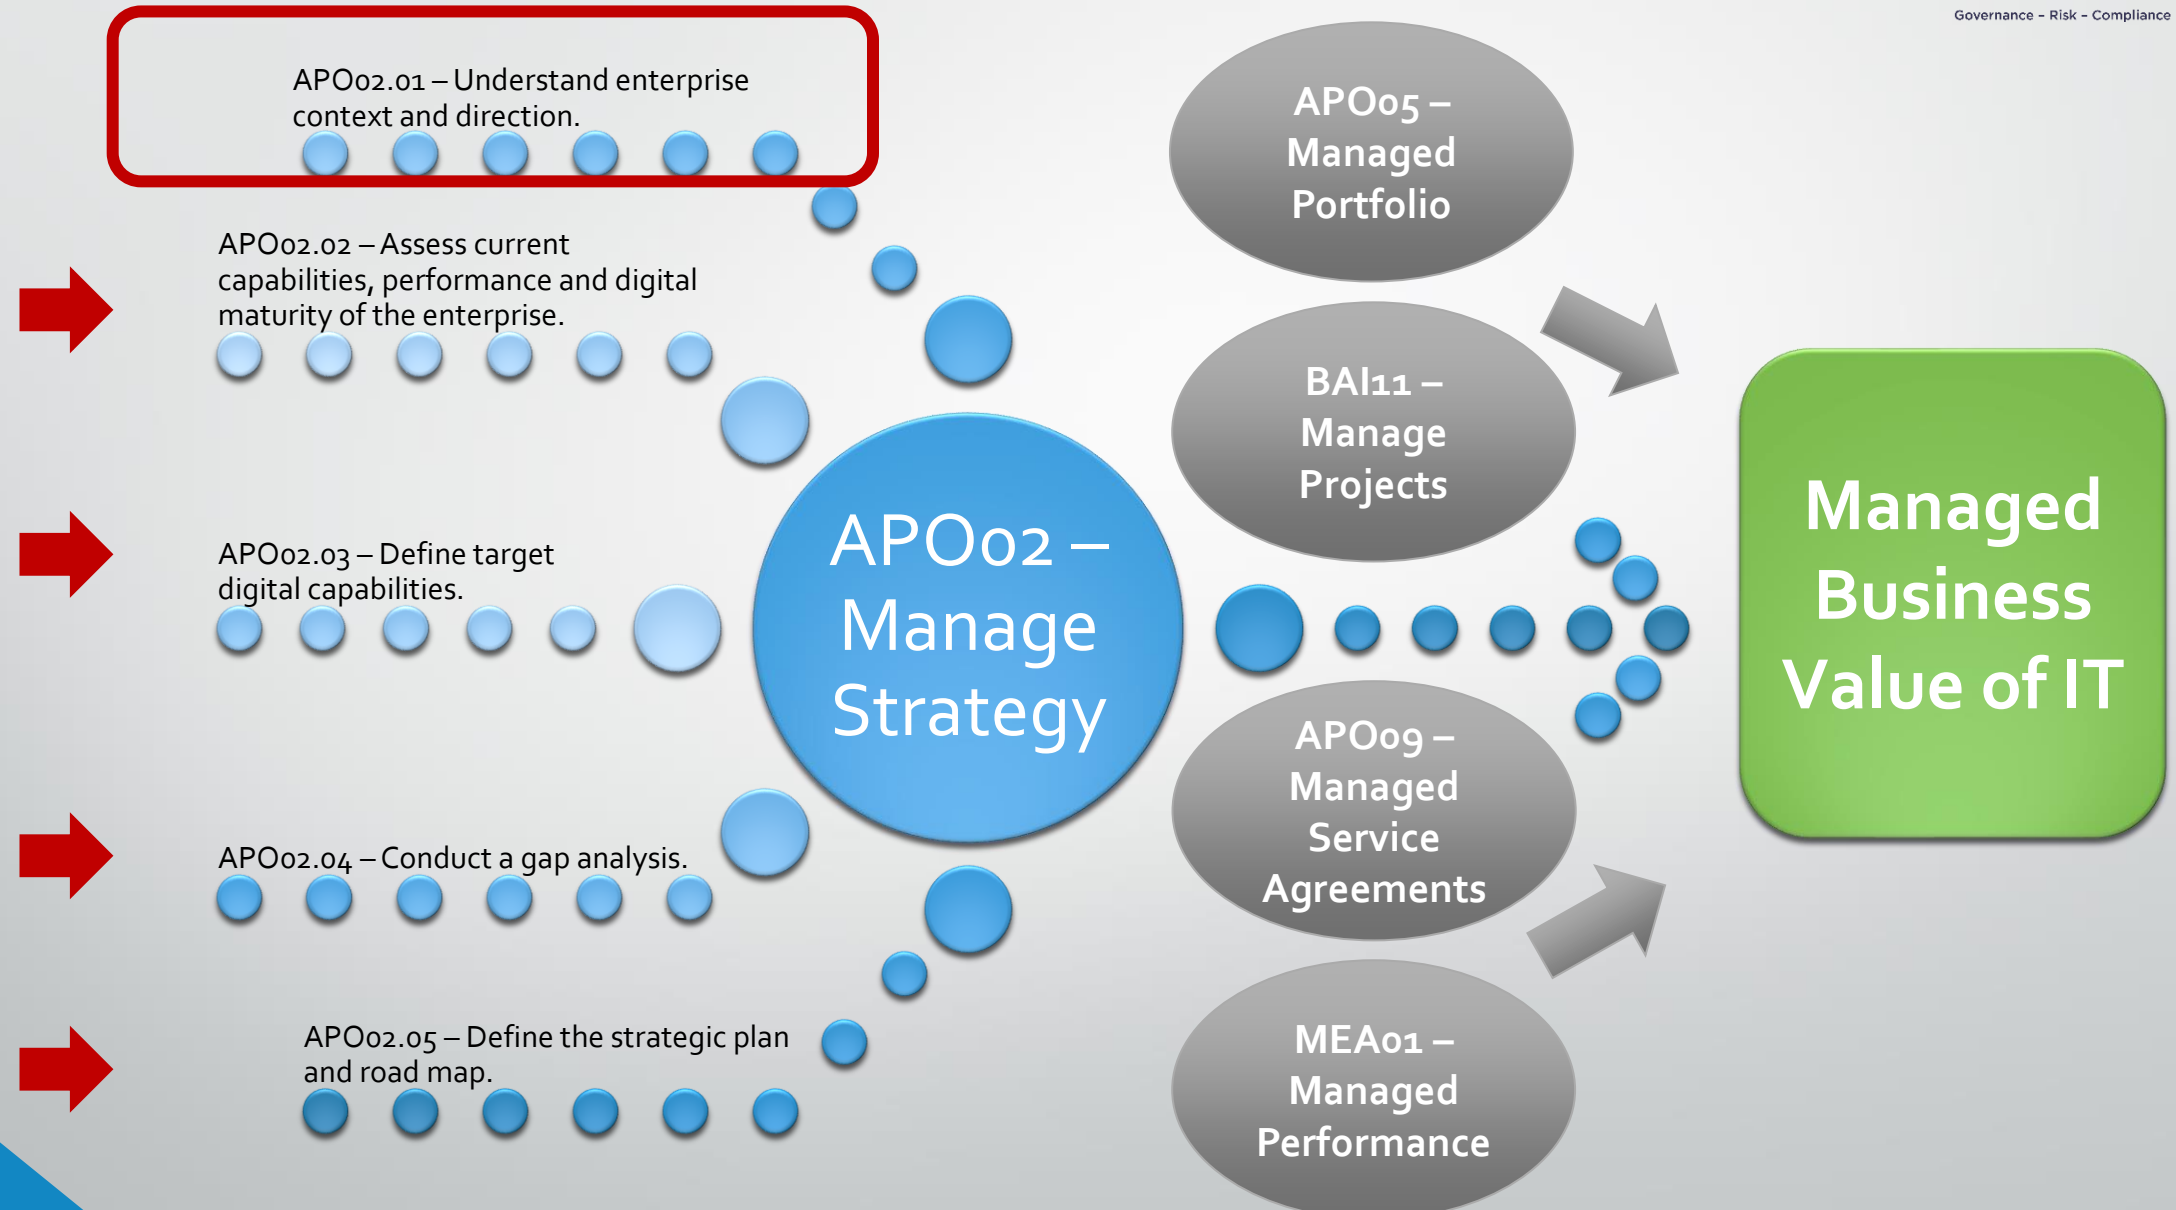 Governance – Risk – Compliance
APO02.01 – Understand enterprise
context and direction.
APO02.02 – Assess current
capabilities, performance and digital
maturity of the enterprise.
APO02.03 – Define target
digital capabilities.
APO02.04 – Conduct a gap analysis.
APO02.05 – Define the strategic plan
and road map.
APO02 –
Manage
Strategy
APO05 –
Managed
Portfolio
BAI11 –
Manage
Projects
APO09 –
Managed
Service
Agreements
MEA01 –
Managed
Performance
Managed
Business
Value of IT